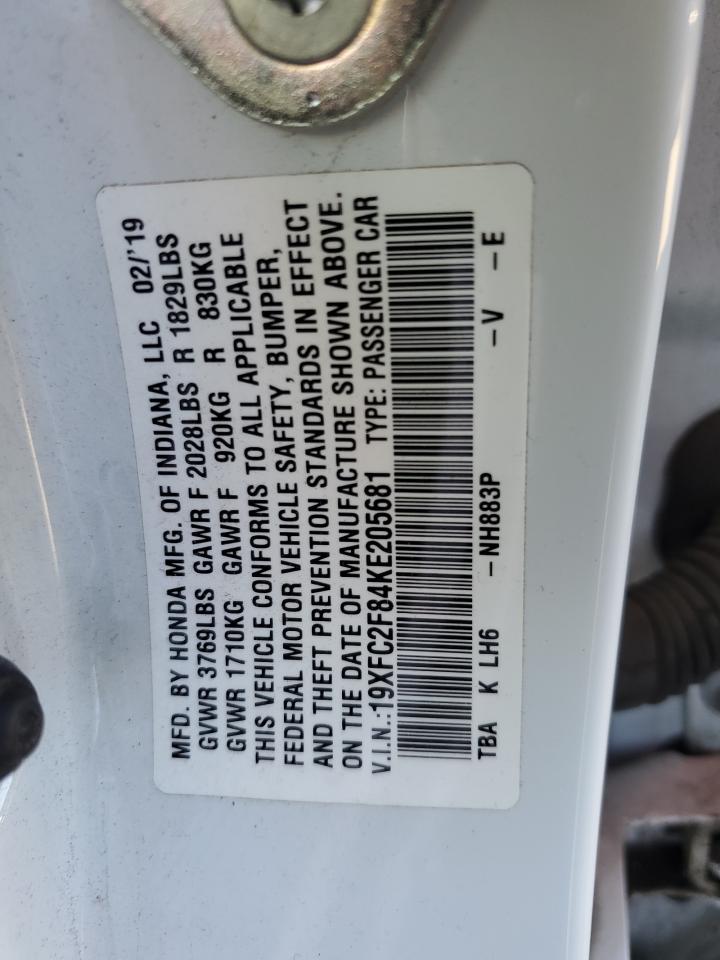 MFD. BY HONDA MFG. OF INDIANA, LLC 02/'19
GVWR 3769LBS GAWR F 2028LBS R 1829LBS
GVWR 1710KG GAWR F 920KG R 830KG
THIS VEHICLE CONFORMS TO ALL APPLICABLE
FEDERAL MOTOR VEHICLE SAFETY, BUMPER,
AND THEFT PREVENTION STANDARDS IN EFFECT
ON THE DATE OF MANUFACTURE SHOWN ABOVE.
V.I.N.:19XFC2F84KE205681 TYPE: PASSENGER CAR
TBA K LH6 -NH883P -V -E